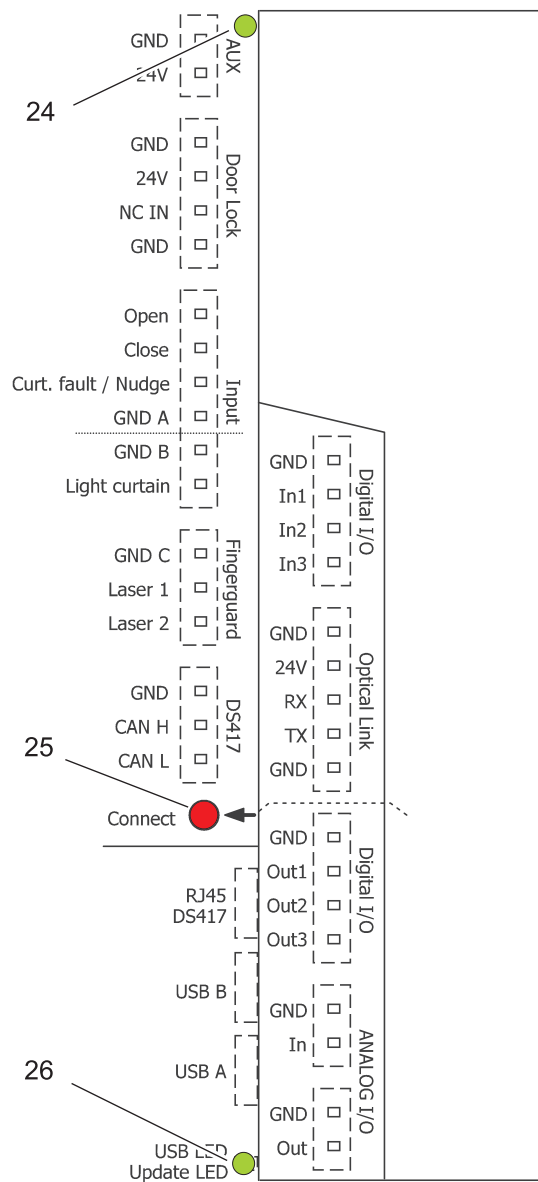 GND
24V
AUX
24
GND
24V
NC IN
GND
Door Lock
Open
Close
Curt. fault / Nudge
GND A
GND B
Light curtain
Input
GND C
Laser 1
Laser 2
Fingerguard
GND
CAN H
CAN L
DS417
25
Connect
RJ45
DS417
USB B
USB A
26
USB LED
Update LED
GND
In1
In2
In3
Digital I/O
GND
24V
RX
TX
GND
Optical Link
GND
Out1
Out2
Out3
Digital I/O
GND
In
GND
Out
ANALOG I/O